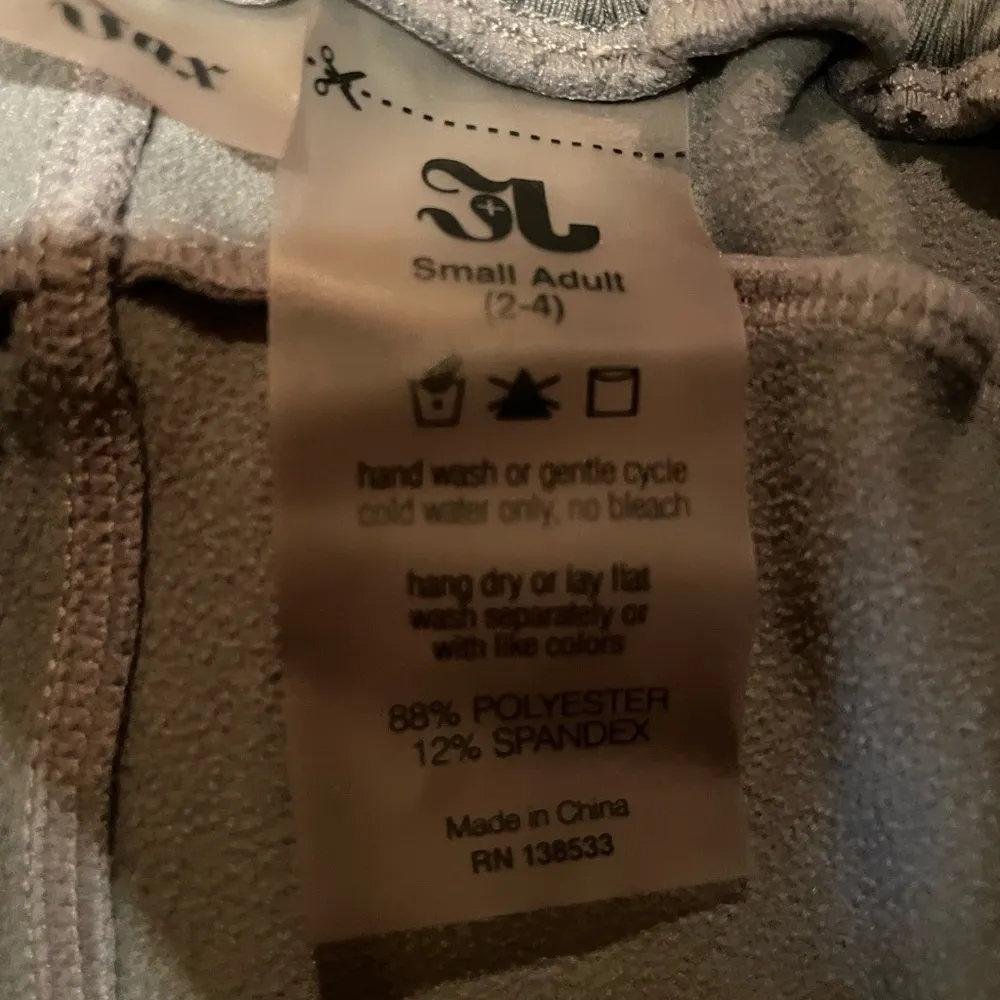 Small Adult
(2-4)
hand wash or gentle cycle
cold water only, no bleach
hang dry or lay flat
wash separately or
with like colors
88% POLYESTER
12% SPANDEX
Made in China
RN 138533